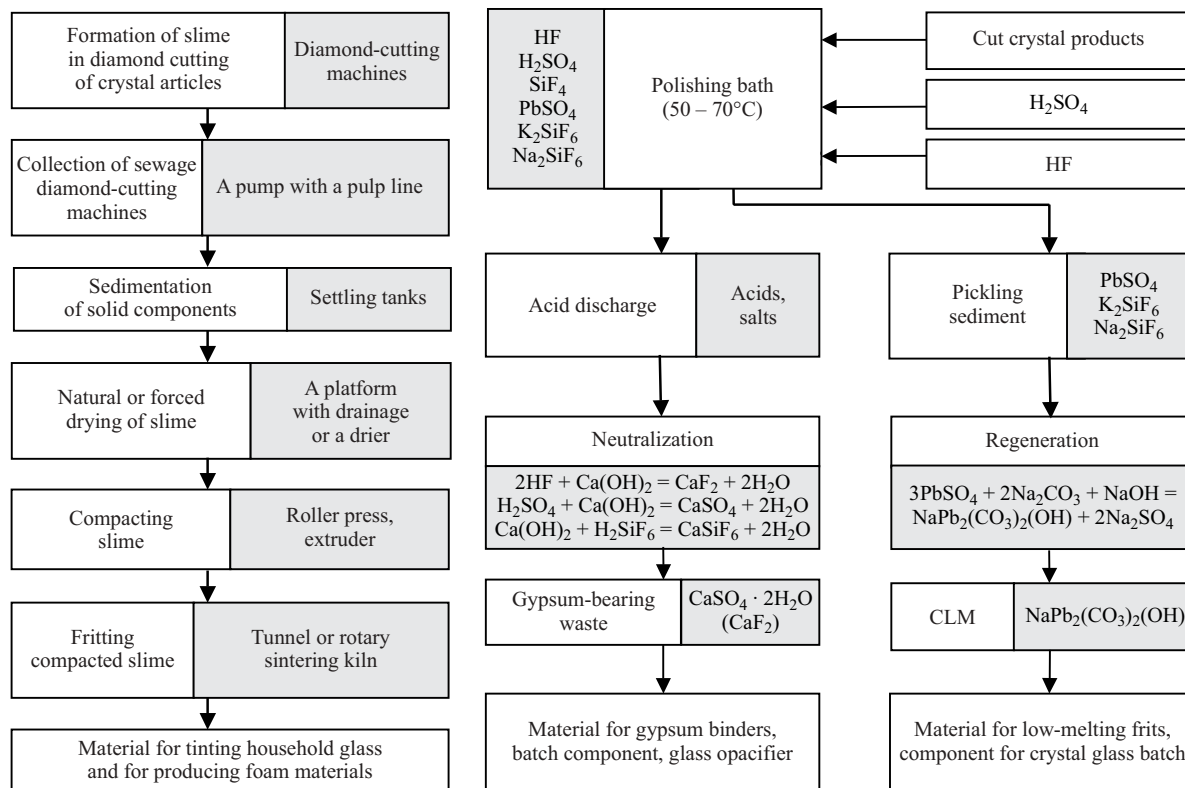 Formation of slime
in diamond cutting
of crystal articles
Diamond-cutting
machines
Collection of sewage
diamond-cutting
machines
A pump with a pulp line
Sedimentation
of solid components
Settling tanks
Natural or forced
drying of slime
A platform
with drainage
or a drier
Compacting
slime
Roller press,
extruder
Fritting
compacted slime
Tunnel or rotary
sintering kiln
Material for tinting household glass
and for producing foam materials
HF
H₂SO₄
SiF₄
PbSO₄
K₂SiF₆
Na₂SiF₆
Polishing bath
(50 – 70°C)
Cut crystal products
H₂SO₄
HF
Acid discharge
Acids,
salts
Neutralization
2HF + Ca(OH)₂ = CaF₂ + 2H₂O
H₂SO₄ + Ca(OH)₂ = CaSO₄ + 2H₂O
Ca(OH)₂ + H₂SiF₆ = CaSiF₆ + 2H₂O
Gypsum-bearing
waste
CaSO₄ · 2H₂O
(CaF₂)
Material for gypsum binders,
batch component, glass opacifier
Pickling
sediment
PbSO₄
K₂SiF₆
Na₂SiF₆
Regeneration
3PbSO₄ + 2Na₂CO₃ + NaOH =
NaPb₂(CO₃)₂(OH) + 2Na₂SO₄
CLM
NaPb₂(CO₃)₂(OH)
Material for low-melting frits,
component for crystal glass batch